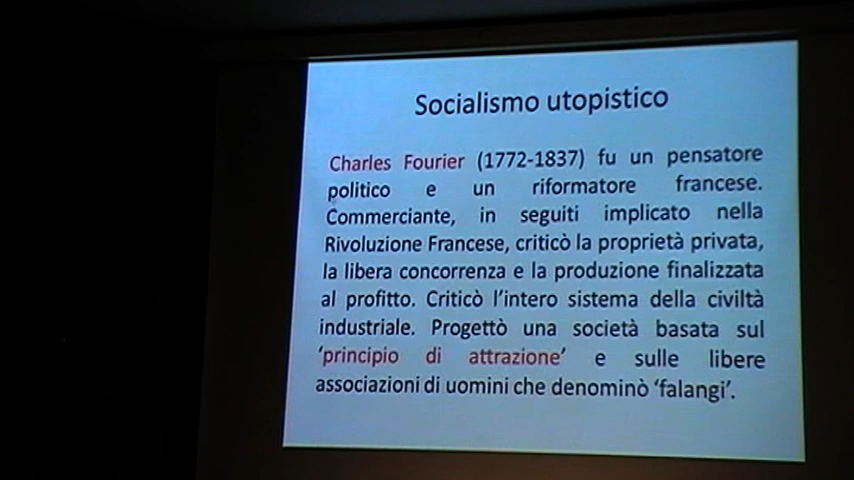 Socialismo utopistico
Charles Fourier (1772-1837) fu un pensatore
politico e un riformatore francese.
Commerciante, in seguiti implicato nella
Rivoluzione Francese, criticò la proprietà privata,
la libera concorrenza e la produzione finalizzata
al profitto. Criticò l'intero sistema della civiltà
industriale. Progettò una società basata sul
'principio di attrazione' e sulle libere
associazioni di uomini che denominò 'falangi'.